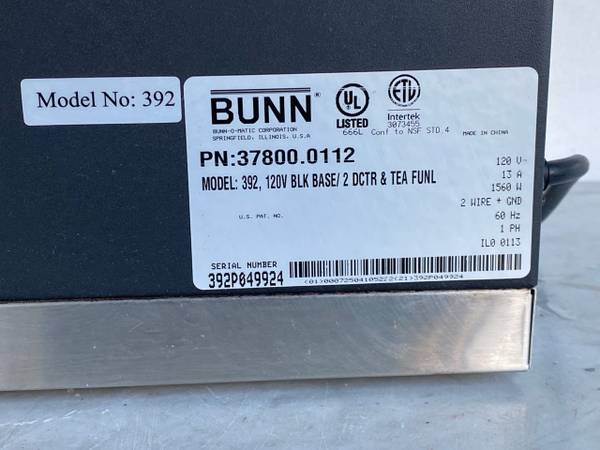 Model No: 392
BUNN®
BUNN-O-MATIC CORPORATION
SPRINGFIELD, ILLINOIS, U.S.A
UL
LISTED
666L
ETL
Intertek
3073455
Conf to NSF STD 4
MADE IN CHINA
PN:37800.0112
MODEL: 392, 120V BLK BASE/ 2 DCTR & TEA FUNL
U.S. PAT. NO.
120 V
13 A
1560 W
2 WIRE + GND
60 Hz
1 PH
IL0 0113
SERIAL NUMBER
392P049924